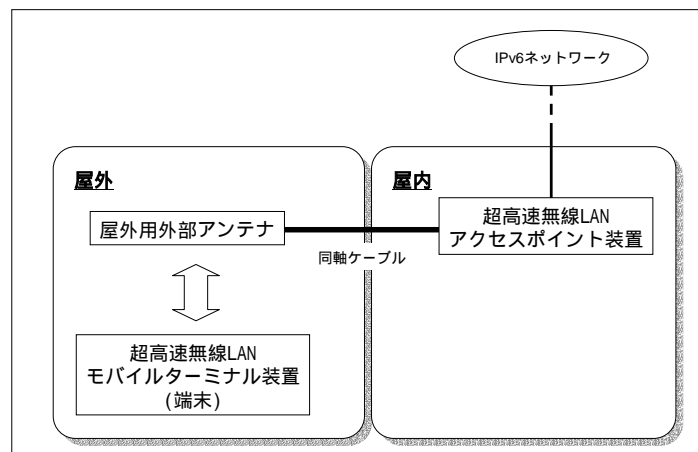 IPv6ネットワーク
屋外
屋内
屋外用外部アンテナ
同軸ケーブル
超高速無線LAN
アクセスポイント装置
超高速無線LAN
モバイルターミナル装置
(端末)